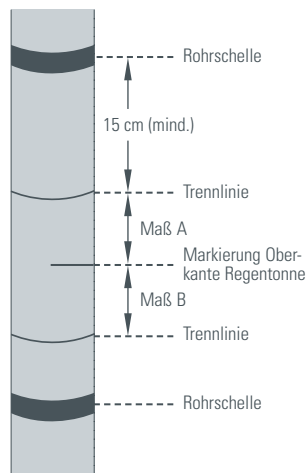 Rohrschelle
15 cm (mind.)
Trennlinie
Maß A
Markierung Ober-
kante Regentonne
Maß B
Trennlinie
Rohrschelle